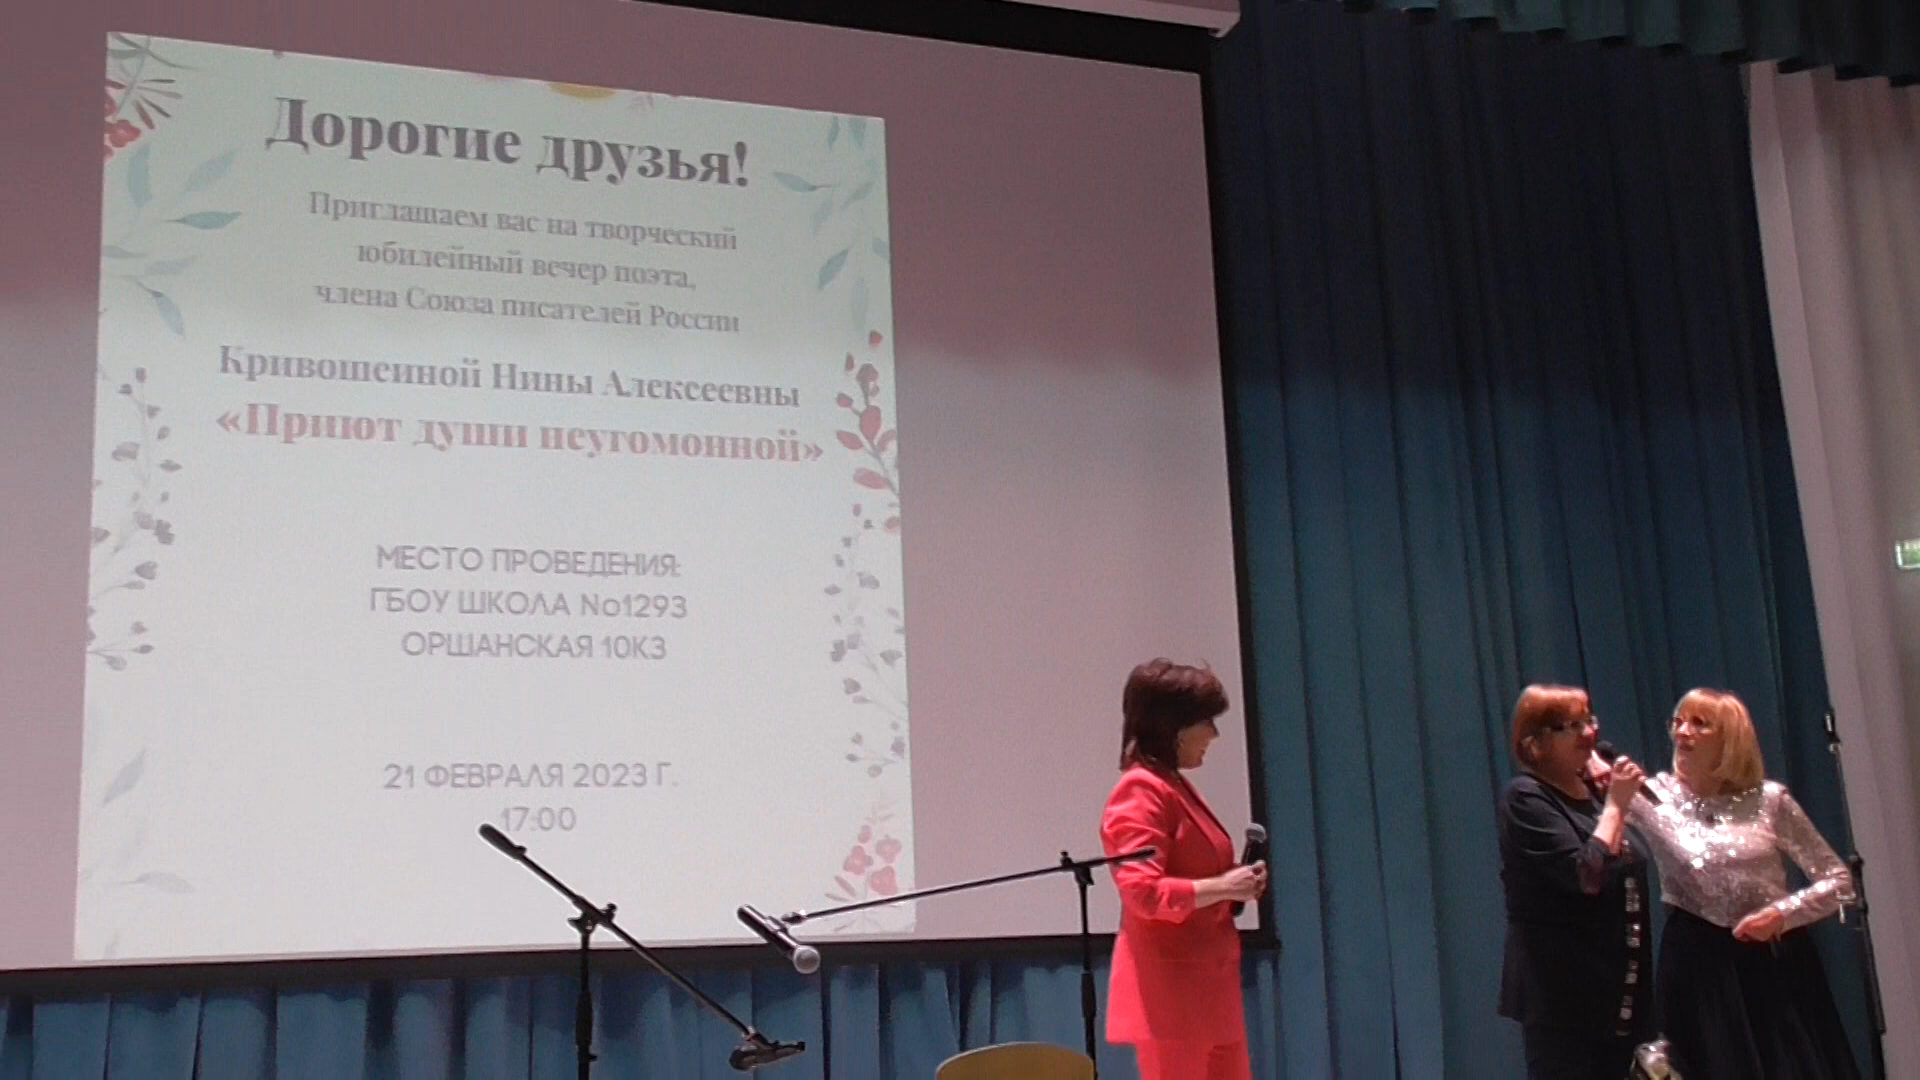 Дорогие друзья!
Приглашаем вас на творческий
юбилейный вечер поэта,
члена Союза писателей России
Кривошеиной Нины Алексеевны
«Приют души неугомонной»
МЕСТО ПРОВЕДЕНИЯ:
ГБОУ ШКОЛА №1293
ОРШАНСКАЯ 10К3
21 ФЕВРАЛЯ 2023 Г.
17:00